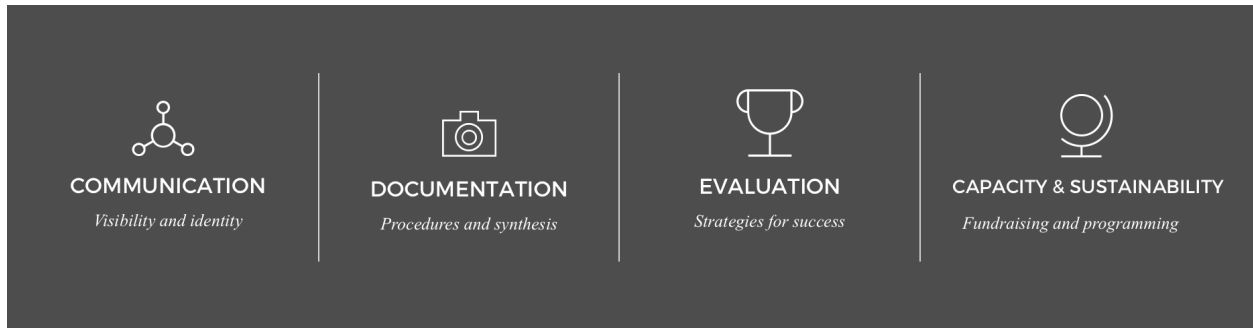 COMMUNICATION
Visibility and identity
DOCUMENTATION
Procedures and synthesis
EVALUATION
Strategies for success
CAPACITY & SUSTAINABILITY
Fundraising and programming